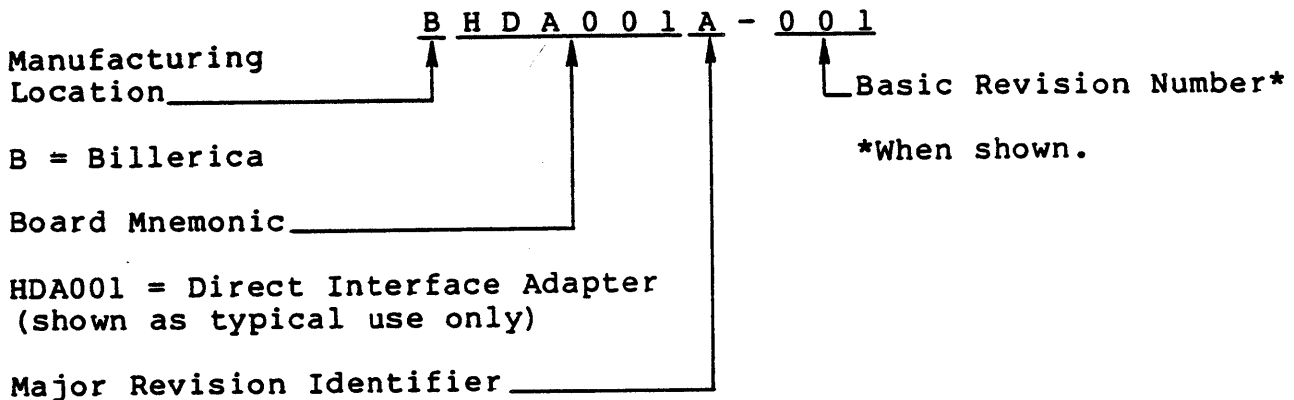 B H D A 0 0 1 A - 0 0 1
Manufacturing
Location
Basic Revision Number*
B = Billerica
*When shown.
Board Mnemonic
HDA001 = Direct Interface Adapter
(shown as typical use only)
Major Revision Identifier